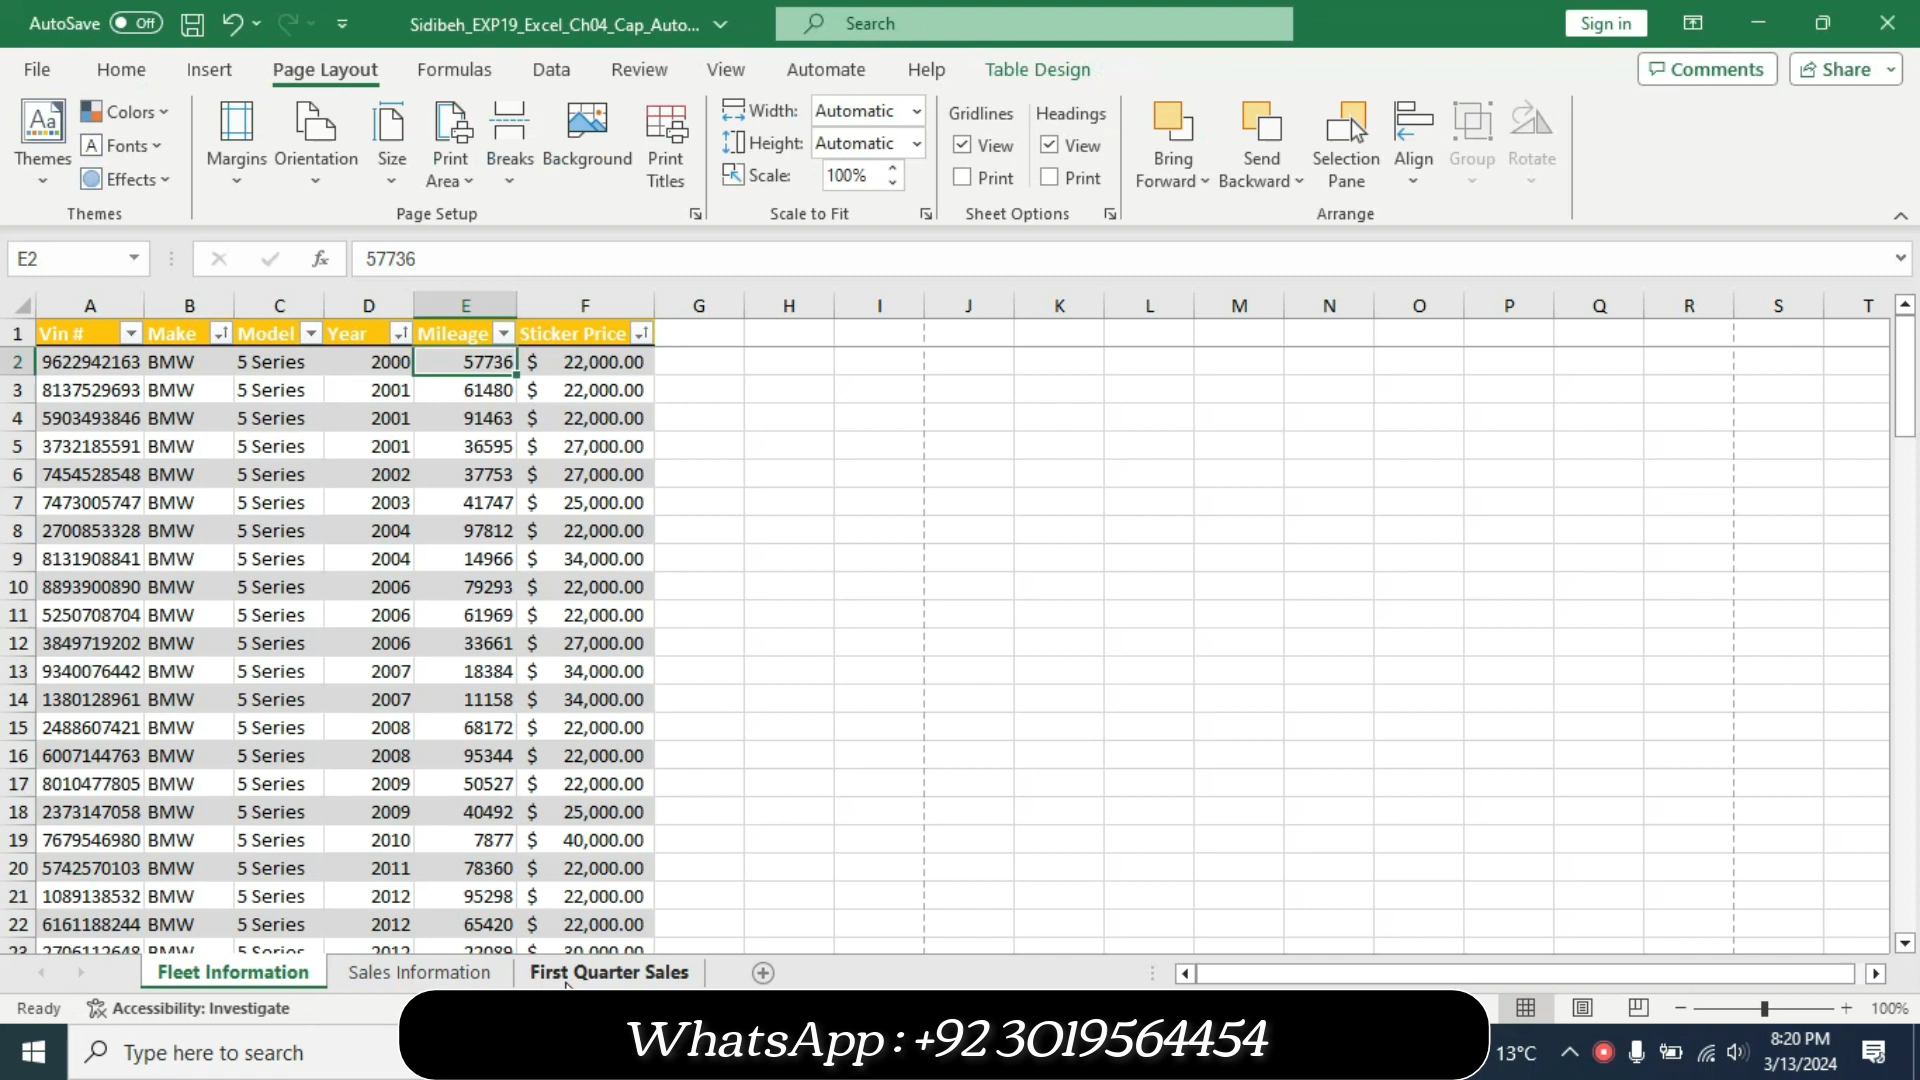 AutoSave Off Sidibeh_EXP19_Excel_Ch04_Cap_Auto... Search Sign in
File Home Insert Page Layout Formulas Data Review View Automate Help Table Design Comments Share
Themes Colors Fonts Effects
Themes
Margins Orientation Size Print Area Breaks Background Print Titles
Page Setup
Width: Automatic
Height: Automatic
Scale: 100%
Scale to Fit
Gridlines Headings
View View
Print Print
Sheet Options
Bring Forward Send Backward Selection Pane Align Group Rotate
Arrange
E2 fx 57736
A B C D E F G H I J K L M N O P Q R S T
1 Vin # Make Model Year Mileage Sticker Price
2 9622942163 BMW 5 Series 2000 57736 $ 22,000.00
3 8137529693 BMW 5 Series 2001 61480 $ 22,000.00
4 5903493846 BMW 5 Series 2001 91463 $ 22,000.00
5 3732185591 BMW 5 Series 2001 36595 $ 27,000.00
6 7454528548 BMW 5 Series 2002 37753 $ 27,000.00
7 7473005747 BMW 5 Series 2003 41747 $ 25,000.00
8 2700853328 BMW 5 Series 2004 97812 $ 22,000.00
9 8131908841 BMW 5 Series 2004 14966 $ 34,000.00
10 8893900890 BMW 5 Series 2006 79293 $ 22,000.00
11 5250708704 BMW 5 Series 2006 61969 $ 22,000.00
12 3849719202 BMW 5 Series 2006 33661 $ 27,000.00
13 9340076442 BMW 5 Series 2007 18384 $ 34,000.00
14 1380128961 BMW 5 Series 2007 11158 $ 34,000.00
15 2488607421 BMW 5 Series 2008 68172 $ 22,000.00
16 6007144763 BMW 5 Series 2008 95344 $ 22,000.00
17 8010477805 BMW 5 Series 2009 50527 $ 22,000.00
18 2373147058 BMW 5 Series 2009 40492 $ 25,000.00
19 7679546980 BMW 5 Series 2010 7877 $ 40,000.00
20 5742570103 BMW 5 Series 2011 78360 $ 22,000.00
21 1089138532 BMW 5 Series 2012 95298 $ 22,000.00
22 6161188244 BMW 5 Series 2012 65420 $ 22,000.00
23 2706112648 BMW 5 Series 2012 22089 $ 30,000.00
Fleet Information Sales Information First Quarter Sales
Ready Accessibility: Investigate 100%
WhatsApp : +92 3019564454
Type here to search 13°C 8:20 PM
3/13/2024